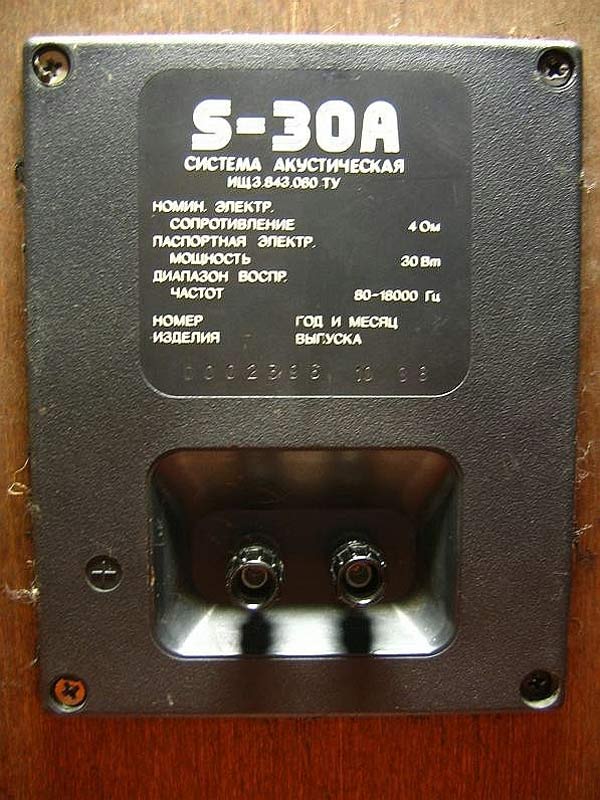 S-30A
СИСТЕМА АКУСТИЧЕСКАЯ
ИЩ3.843.060 ТУ
НОМИН. ЭЛЕКТР.
СОПРОТИВЛЕНИЕ 4 Ом
ПАСПОРТНАЯ ЭЛЕКТР.
МОЩНОСТЬ 30 Вт
ДИАПАЗОН ВОСПР.
ЧАСТОТ 80-18000 Гц
НОМЕР ГОД И МЕСЯЦ
ИЗДЕЛИЯ ВЫПУСКА
+